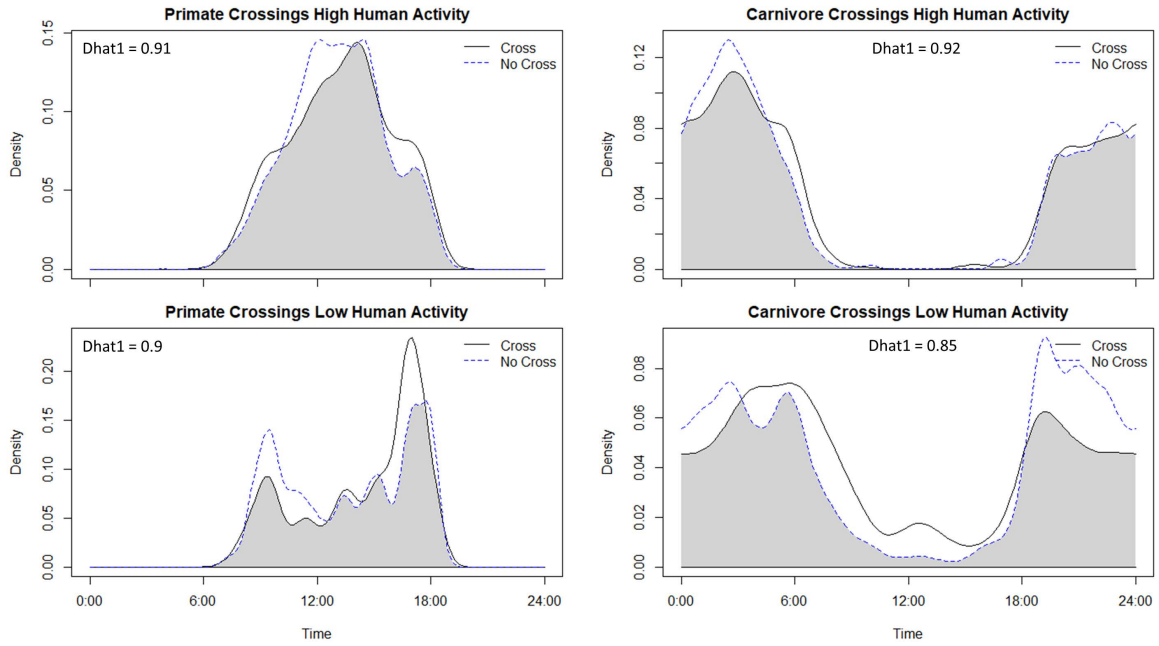 Primate Crossings High Human Activity
Dhat1 = 0.91
Cross
No Cross
Density
0.15
0.10
0.05
0.00
Carnivore Crossings High Human Activity
Dhat1 = 0.92
Cross
No Cross
Density
0.12
0.08
0.04
0.00
Primate Crossings Low Human Activity
Dhat1 = 0.9
Cross
No Cross
Density
0.20
0.15
0.10
0.05
0.00
0:00 6:00 12:00 18:00 24:00
Time
Carnivore Crossings Low Human Activity
Dhat1 = 0.85
Cross
No Cross
Density
0.08
0.06
0.04
0.02
0.00
0:00 6:00 12:00 18:00 24:00
Time